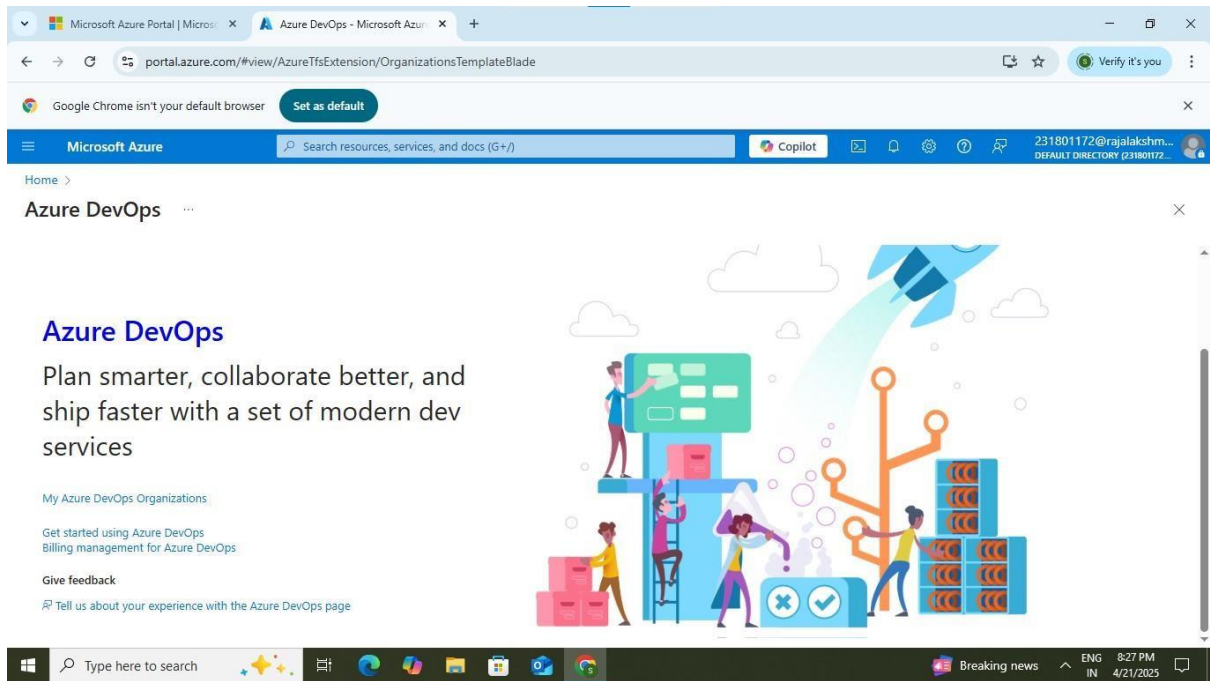 Microsoft Azure Portal | Microso
Azure DevOps - Microsoft Azur
portal.azure.com/#view/AzureTfsExtension/OrganizationsTemplateBlade
Verify it's you
Google Chrome isn't your default browser
Set as default
Microsoft Azure
Search resources, services, and docs (G+/)
Copilot
231801172@rajalakshm...
DEFAULT DIRECTORY (231801172...
Home >
Azure DevOps ...
Azure DevOps
Plan smarter, collaborate better, and
ship faster with a set of modern dev
services
My Azure DevOps Organizations
Get started using Azure DevOps
Billing management for Azure DevOps
Give feedback
Tell us about your experience with the Azure DevOps page
Type here to search
Breaking news
ENG
IN
8:27 PM
4/21/2025